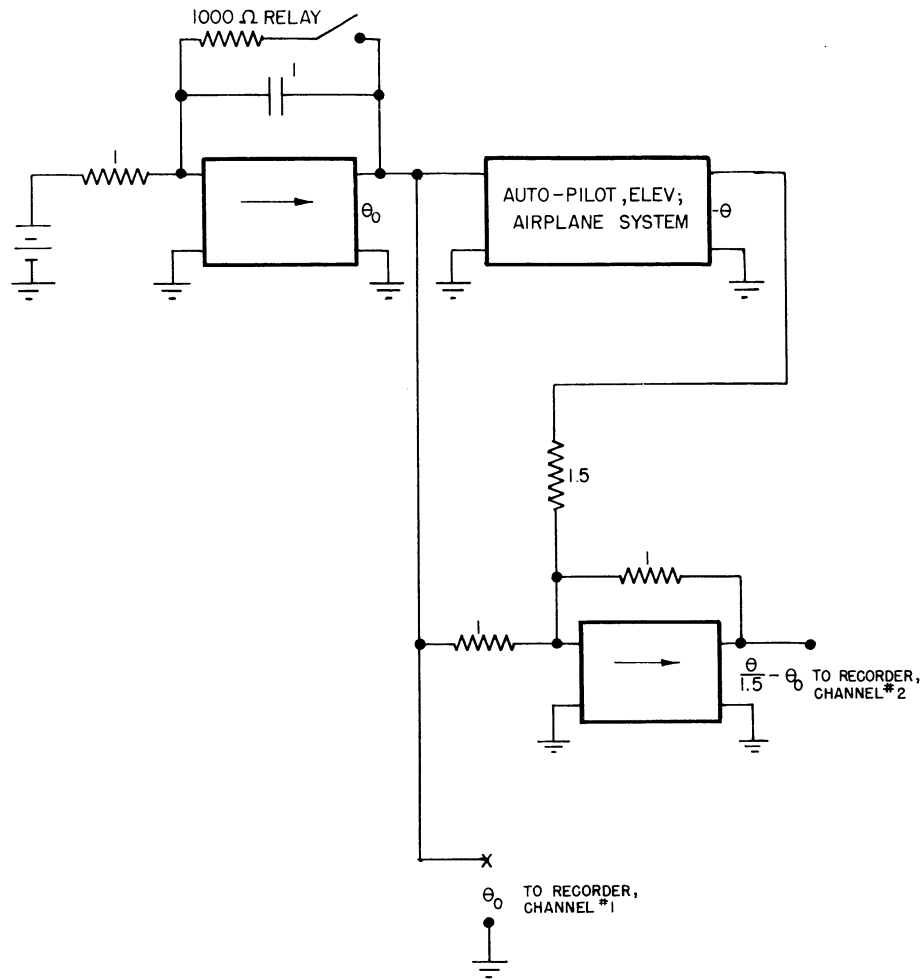 1000 Ω RELAY
1
1
θ₀
AUTO-PILOT, ELEV;
AIRPLANE SYSTEM
-θ
1.5
1
1
θ/1.5 - θ₀ TO RECORDER,
CHANNEL #2
θ₀ TO RECORDER,
CHANNEL #1